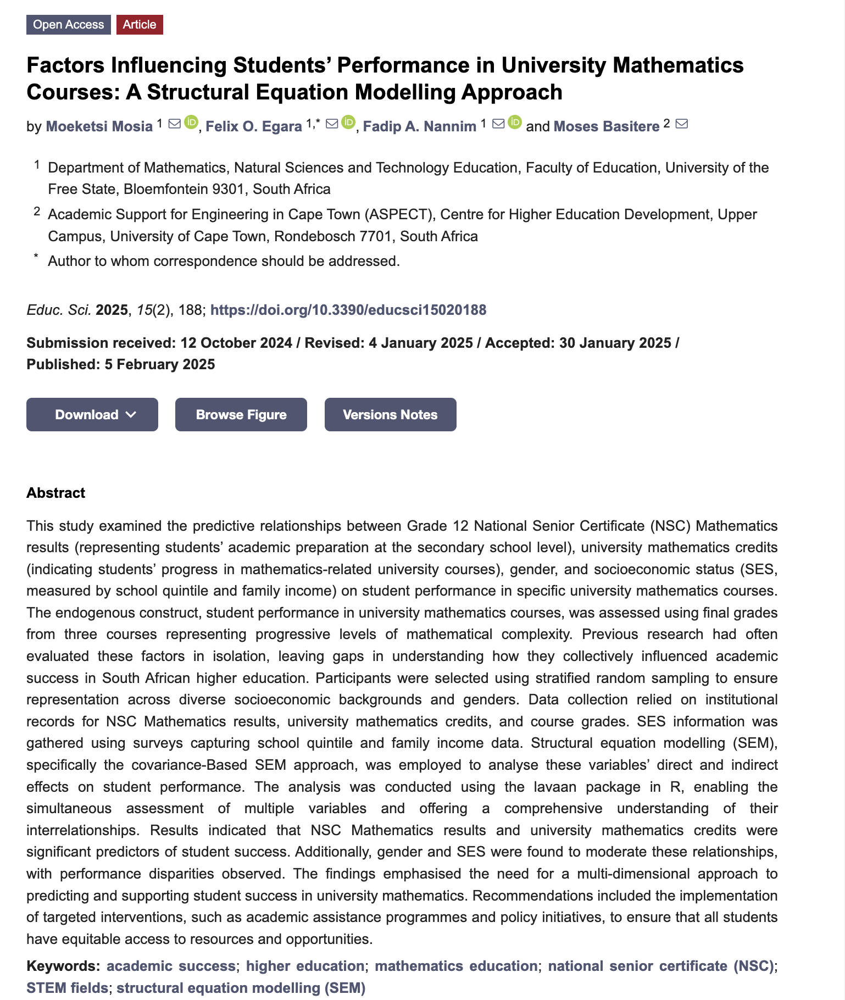 Open Access Article
Factors Influencing Students’ Performance in University Mathematics
Courses: A Structural Equation Modelling Approach
by Moeketsi Mosia 1 iD, Felix O. Egara 1,* iD, Fadip A. Nannim 1 iD and Moses Basitere 2
1 Department of Mathematics, Natural Sciences and Technology Education, Faculty of Education, University of the
Free State, Bloemfontein 9301, South Africa
2 Academic Support for Engineering in Cape Town (ASPECT), Centre for Higher Education Development, Upper
Campus, University of Cape Town, Rondebosch 7701, South Africa
* Author to whom correspondence should be addressed.
Educ. Sci. 2025, 15(2), 188; https://doi.org/10.3390/educsci15020188
Submission received: 12 October 2024 / Revised: 4 January 2025 / Accepted: 30 January 2025 /
Published: 5 February 2025
Download Browse Figure Versions Notes
Abstract
This study examined the predictive relationships between Grade 12 National Senior Certificate (NSC) Mathematics
results (representing students’ academic preparation at the secondary school level), university mathematics credits
(indicating students’ progress in mathematics-related university courses), gender, and socioeconomic status (SES,
measured by school quintile and family income) on student performance in specific university mathematics courses.
The endogenous construct, student performance in university mathematics courses, was assessed using final grades
from three courses representing progressive levels of mathematical complexity. Previous research had often
evaluated these factors in isolation, leaving gaps in understanding how they collectively influenced academic
success in South African higher education. Participants were selected using stratified random sampling to ensure
representation across diverse socioeconomic backgrounds and genders. Data collection relied on institutional
records for NSC Mathematics results, university mathematics credits, and course grades. SES information was
gathered using surveys capturing school quintile and family income data. Structural equation modelling (SEM),
specifically the covariance-Based SEM approach, was employed to analyse these variables’ direct and indirect
effects on student performance. The analysis was conducted using the lavaan package in R, enabling the
simultaneous assessment of multiple variables and offering a comprehensive understanding of their
interrelationships. Results indicated that NSC Mathematics results and university mathematics credits were
significant predictors of student success. Additionally, gender and SES were found to moderate these relationships,
with performance disparities observed. The findings emphasised the need for a multi-dimensional approach to
predicting and supporting student success in university mathematics. Recommendations included the implementation
of targeted interventions, such as academic assistance programmes and policy initiatives, to ensure that all students
have equitable access to resources and opportunities.
Keywords: academic success; higher education; mathematics education; national senior certificate (NSC);
STEM fields; structural equation modelling (SEM)